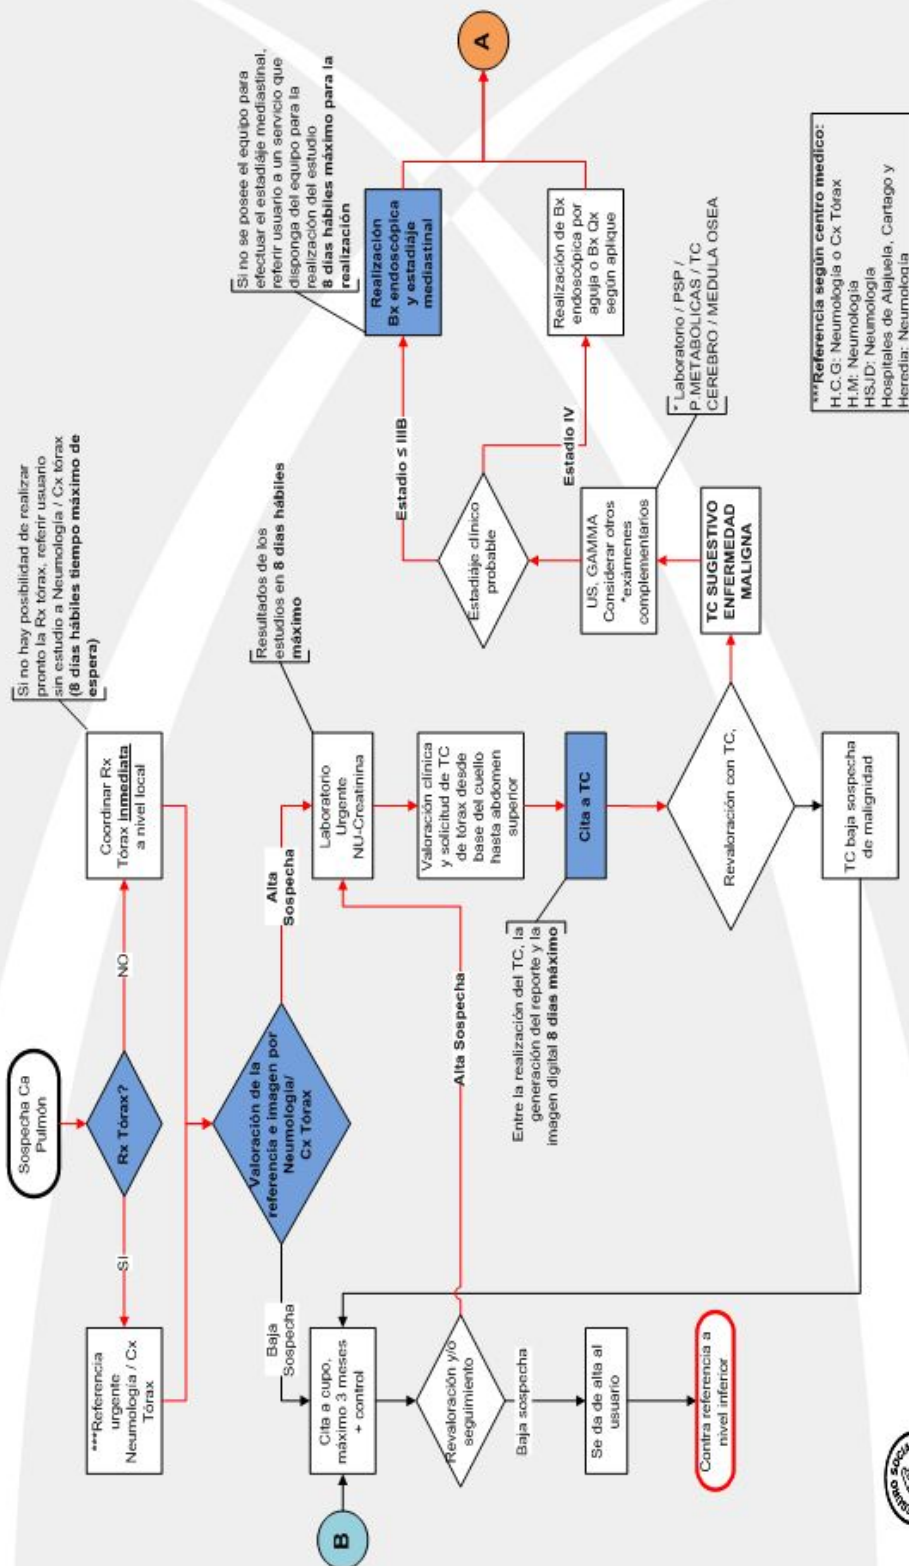 Sospecha Ca
Pulmón
Rx Tórax?
SI
NO
***Referencia
urgente
Neumología / Cx
Tórax
Coordinar Rx
Tórax inmediata
a nivel local
Si no hay posibilidad de realizar
pronto la Rx tórax, referir usuario
sin estudio a Neumología / Cx tórax
(8 días hábiles tiempo máximo de
espera)
Valoración de la
referencia e imagen por
Neumología/
Cx Tórax
Baja
Sospecha
Alta
Sospecha
B
Cita a cupo,
máximo 3 meses
+ control
Laboratorio
Urgente
NU-Creatinina
Resultados de los
estudios en 8 días hábiles
máximo
Revaloración y/ó
seguimiento
Alta Sospecha
Baja sospecha
Valoración clínica
y solicitud de TC
de tórax desde
base del cuello
hasta abdomen
superior
Se da de alta al
usuario
Entre la realización del TC, la
generación del reporte y la
imagen digital 8 días máximo
Cita a TC
Contra referencia a
nivel inferior
Revaloración con TC,
TC baja sospecha
de malignidad
TC SUGESTIVO
ENFERMEDAD
MALIGNA
US, GAMMA
Considerar otros
*exámenes
complementarios
* Laboratorio / PSP /
P.METABOLICAS / TC
CEREBRO / MEDULA OSEA
Estadiáje clínico
probable
Estadio ≤ IIIB
Estadio IV
Realización
Bx endoscópica
y estadiáje
mediastinal
Si no se posee el equipo para
efectuar el estadiáje mediastinal,
referir usuario a un servicio que
disponga del equipo para la
realización del estudio
8 días hábiles máximo para la
realización
Realización de Bx
endoscópica por
aguja o Bx Qx
según aplique
A
***Referencia según centro medico:
H.C.G: Neumología o Cx Tórax
H.M: Neumología
HSJD: Neumología
Hospitales de Alajuela, Cartago y
Heredia: Neumología